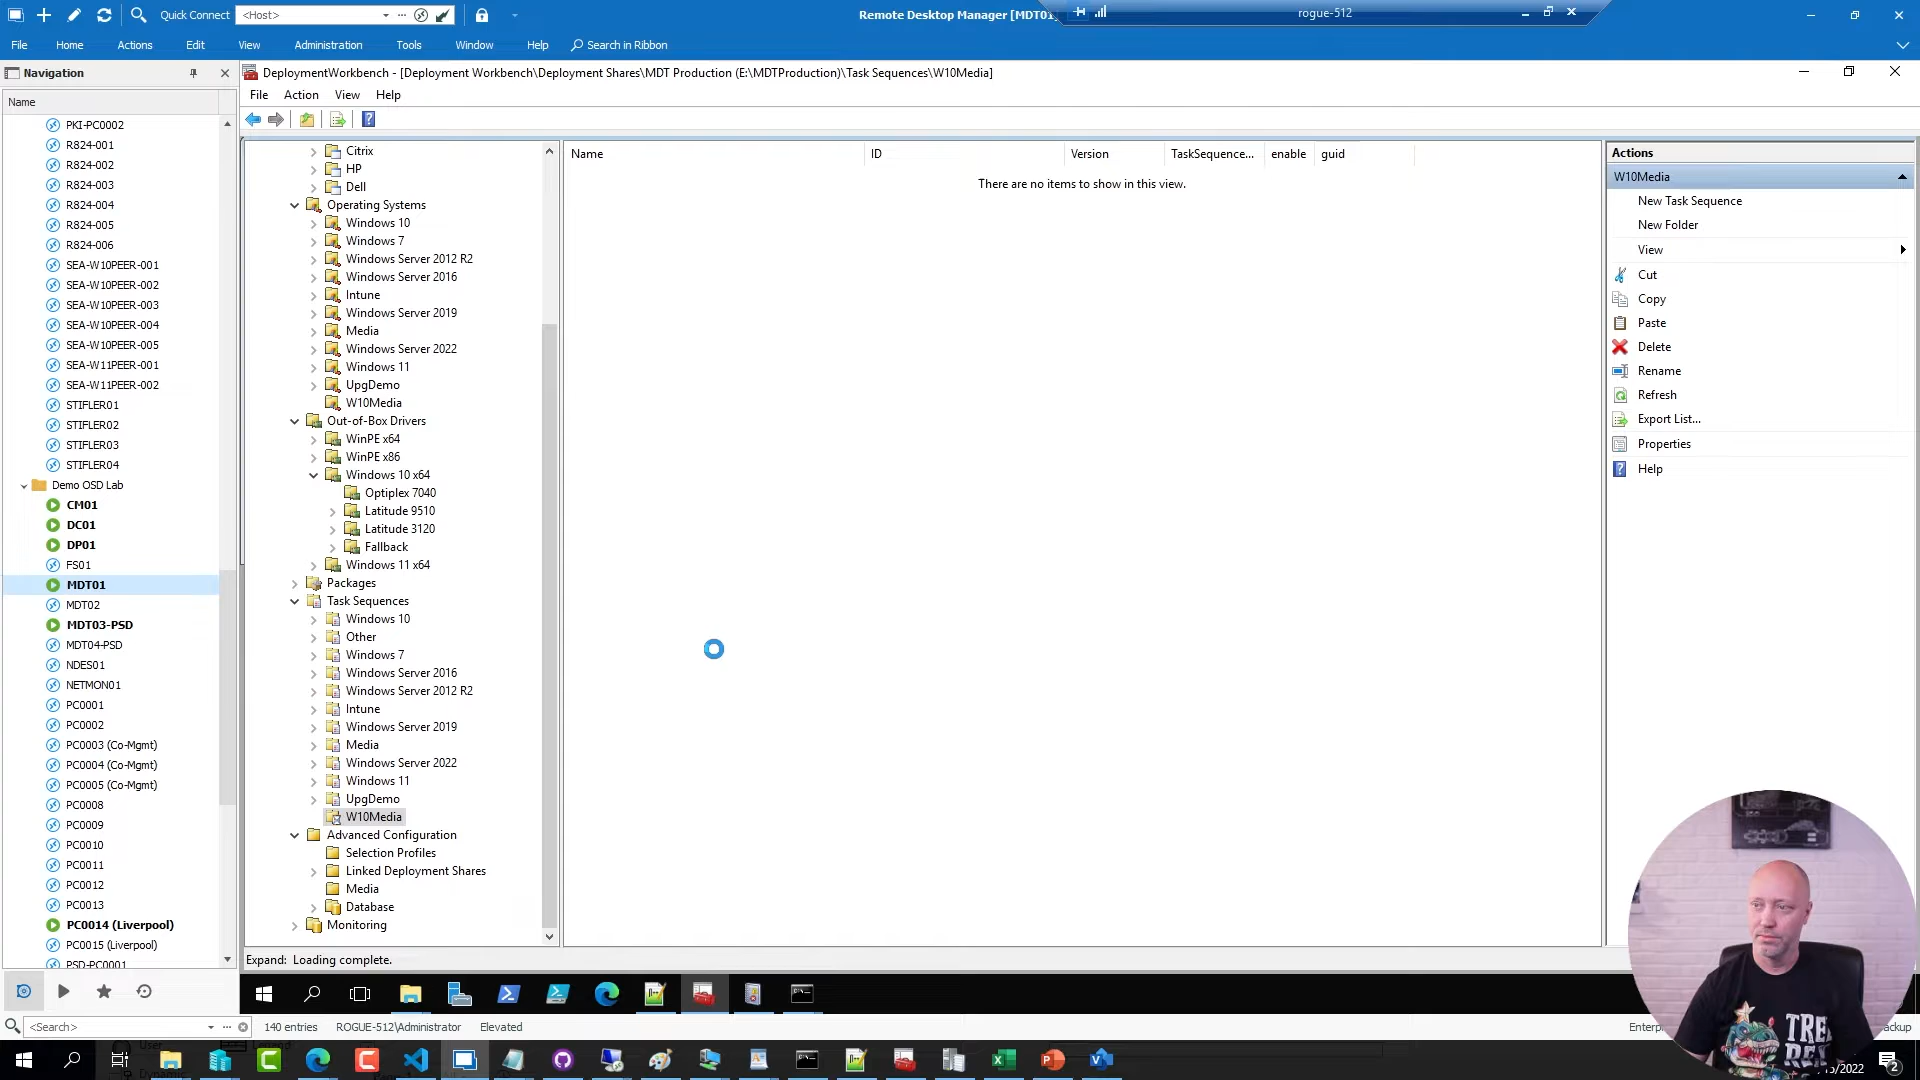 Quick Connect <Host>
Remote Desktop Manager [MDT01]
rogue-512
File Home Actions Edit View Administration Tools Window Help Search in Ribbon
Navigation
Name
PKI-PC0002
R824-001
R824-002
R824-003
R824-004
R824-005
R824-006
SEA-W10PEER-001
SEA-W10PEER-002
SEA-W10PEER-003
SEA-W10PEER-004
SEA-W10PEER-005
SEA-W11PEER-001
SEA-W11PEER-002
STIFLER01
STIFLER02
STIFLER03
STIFLER04
Demo OSD Lab
CM01
DC01
DP01
FS01
MDT01
MDT02
MDT03-PSD
MDT04-PSD
NDES01
NETMON01
PC0001
PC0002
PC0003 (Co-Mgmt)
PC0004 (Co-Mgmt)
PC0005 (Co-Mgmt)
PC0008
PC0009
PC0010
PC0011
PC0012
PC0013
PC0014 (Liverpool)
PC0015 (Liverpool)
PSD-PC0001
DeploymentWorkbench - [Deployment Workbench\Deployment Shares\MDT Production (E:\MDTProduction)\Task Sequences\W10Media]
File Action View Help
Citrix
HP
Dell
Operating Systems
Windows 10
Windows 7
Windows Server 2012 R2
Windows Server 2016
Intune
Windows Server 2019
Media
Windows Server 2022
Windows 11
UpgDemo
W10Media
Out-of-Box Drivers
WinPE x64
WinPE x86
Windows 10 x64
Optiplex 7040
Latitude 9510
Latitude 3120
Fallback
Windows 11 x64
Packages
Task Sequences
Windows 10
Other
Windows 7
Windows Server 2016
Windows Server 2012 R2
Intune
Windows Server 2019
Media
Windows Server 2022
Windows 11
UpgDemo
W10Media
Advanced Configuration
Selection Profiles
Linked Deployment Shares
Media
Database
Monitoring
Name ID Version TaskSequence... enable guid
There are no items to show in this view.
Actions
W10Media
New Task Sequence
New Folder
View
Cut
Copy
Paste
Delete
Rename
Refresh
Export List...
Properties
Help
Expand: Loading complete.
<Search> 140 entries ROGUE-512\Administrator Elevated
TREE
REX
2